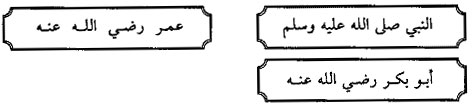 النبي صلى الله عليه وسلم
عمر رضي الله عنه
أبو بكر رضي الله عنه